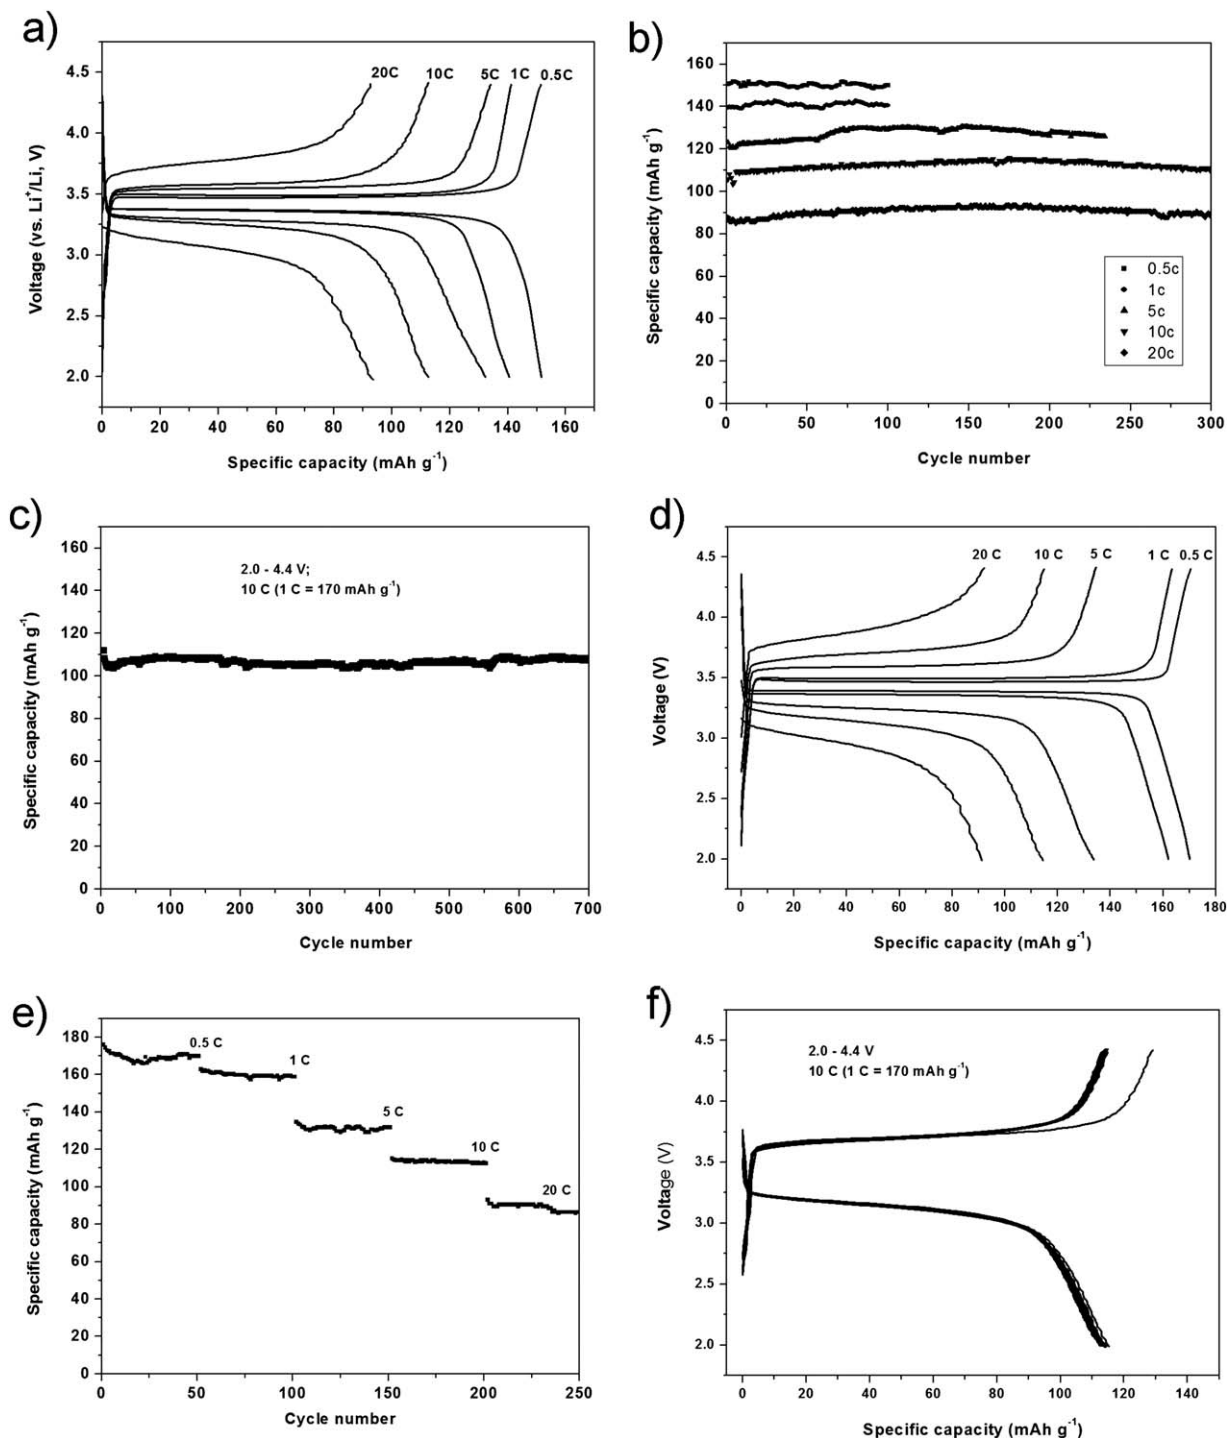 a)
4.5
4.0
3.5
3.0
2.5
2.0
Voltage (vs. Li⁺/Li, V)
20C 10C 5C 1C 0.5C
0 20 40 60 80 100 120 140 160
Specific capacity (mAh g⁻¹)
b)
160
140
120
100
80
60
40
20
0
Specific capacity (mAh g⁻¹)
0.5c
1c
5c
10c
20c
0 50 100 150 200 250 300
Cycle number
c)
160
140
120
100
80
60
40
20
0
Specific capacity (mAh g⁻¹)
2.0 - 4.4 V;
10 C (1 C = 170 mAh g⁻¹)
0 100 200 300 400 500 600 700
Cycle number
d)
4.5
4.0
3.5
3.0
2.5
2.0
Voltage (V)
20 C 10 C 5 C 1 C 0.5 C
0 20 40 60 80 100 120 140 160 180
Specific capacity (mAh g⁻¹)
e)
180
160
140
120
100
80
60
40
20
0
Specific capacity (mAh g⁻¹)
0.5 C
1 C
5 C
10 C
20 C
0 50 100 150 200 250
Cycle number
f)
4.5
4.0
3.5
3.0
2.5
2.0
Voltage (V)
2.0 - 4.4 V
10 C (1 C = 170 mAh g⁻¹)
0 20 40 60 80 100 120 140
Specific capacity (mAh g⁻¹)